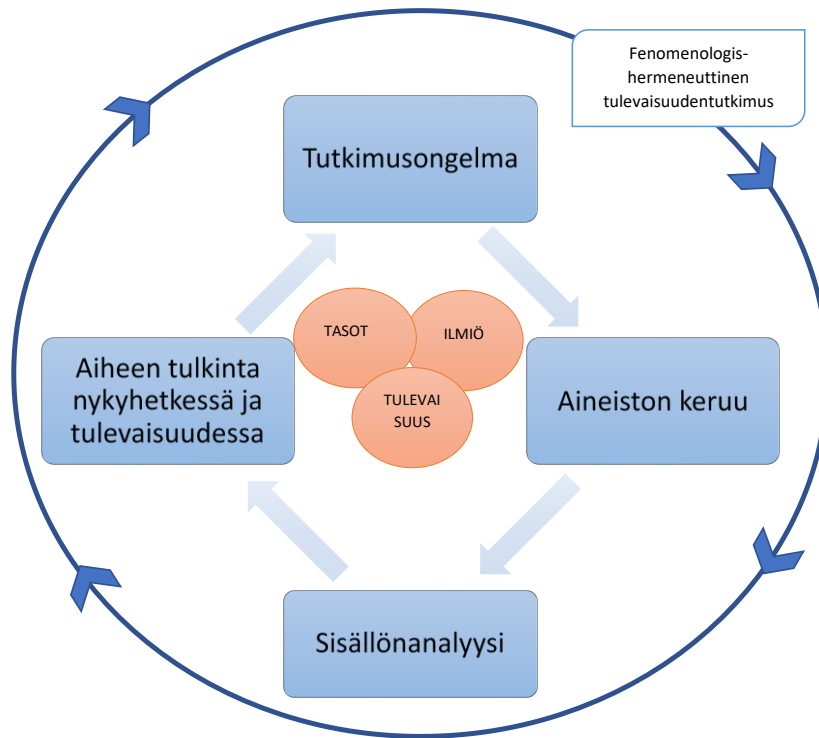 Fenomenologis-
hermeneuttinen
tulevaisuudentutkimus
Tutkimusongelma
TASOT
ILMIÖ
TULEVAI
SUUS
Aiheen tulkinta
nykyhetkessä ja
tulevaisuudessa
Aineiston keruu
Sisällönanalyysi